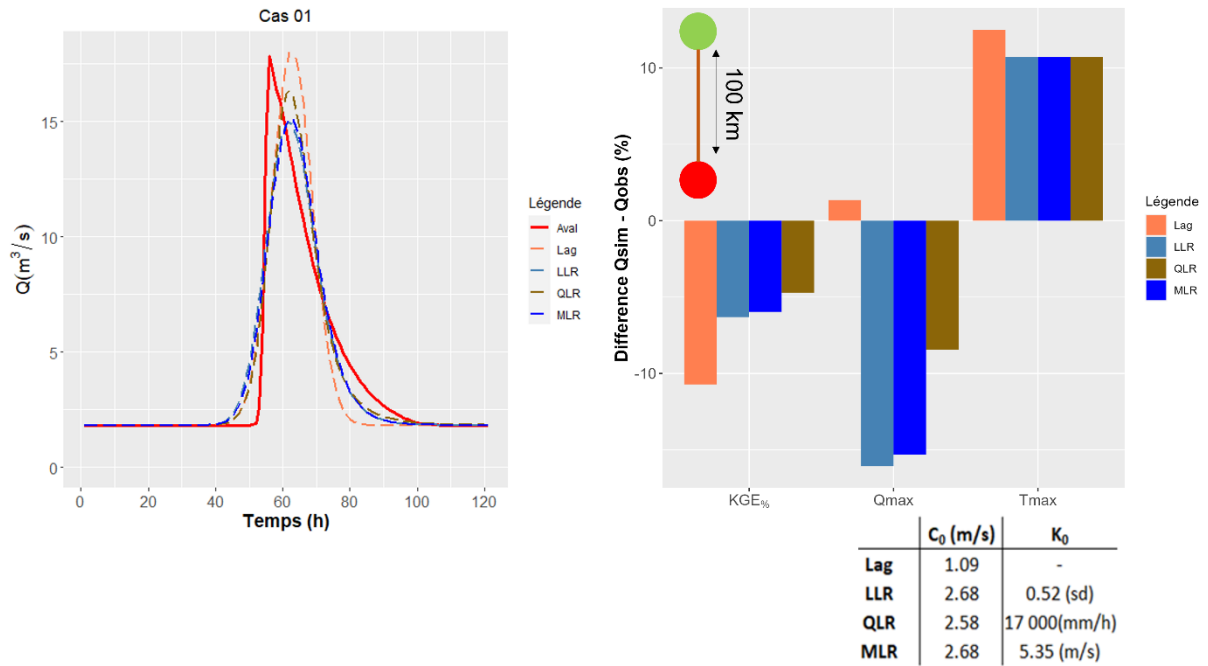 Cas 01
Q(m³/s)
15
10
5
0
0 20 40 60 80 100 120
Temps (h)
Légende
Aval
Lag
LLR
QLR
MLR
Difference Qsim - Qobs (%)
10
0
-10
100 km
KGE% Qmax Tmax
Légende
Lag
LLR
QLR
MLR
C₀ (m/s) K₀
Lag 1.09 -
LLR 2.68 0.52 (sd)
QLR 2.58 17 000(mm/h)
MLR 2.68 5.35 (m/s)